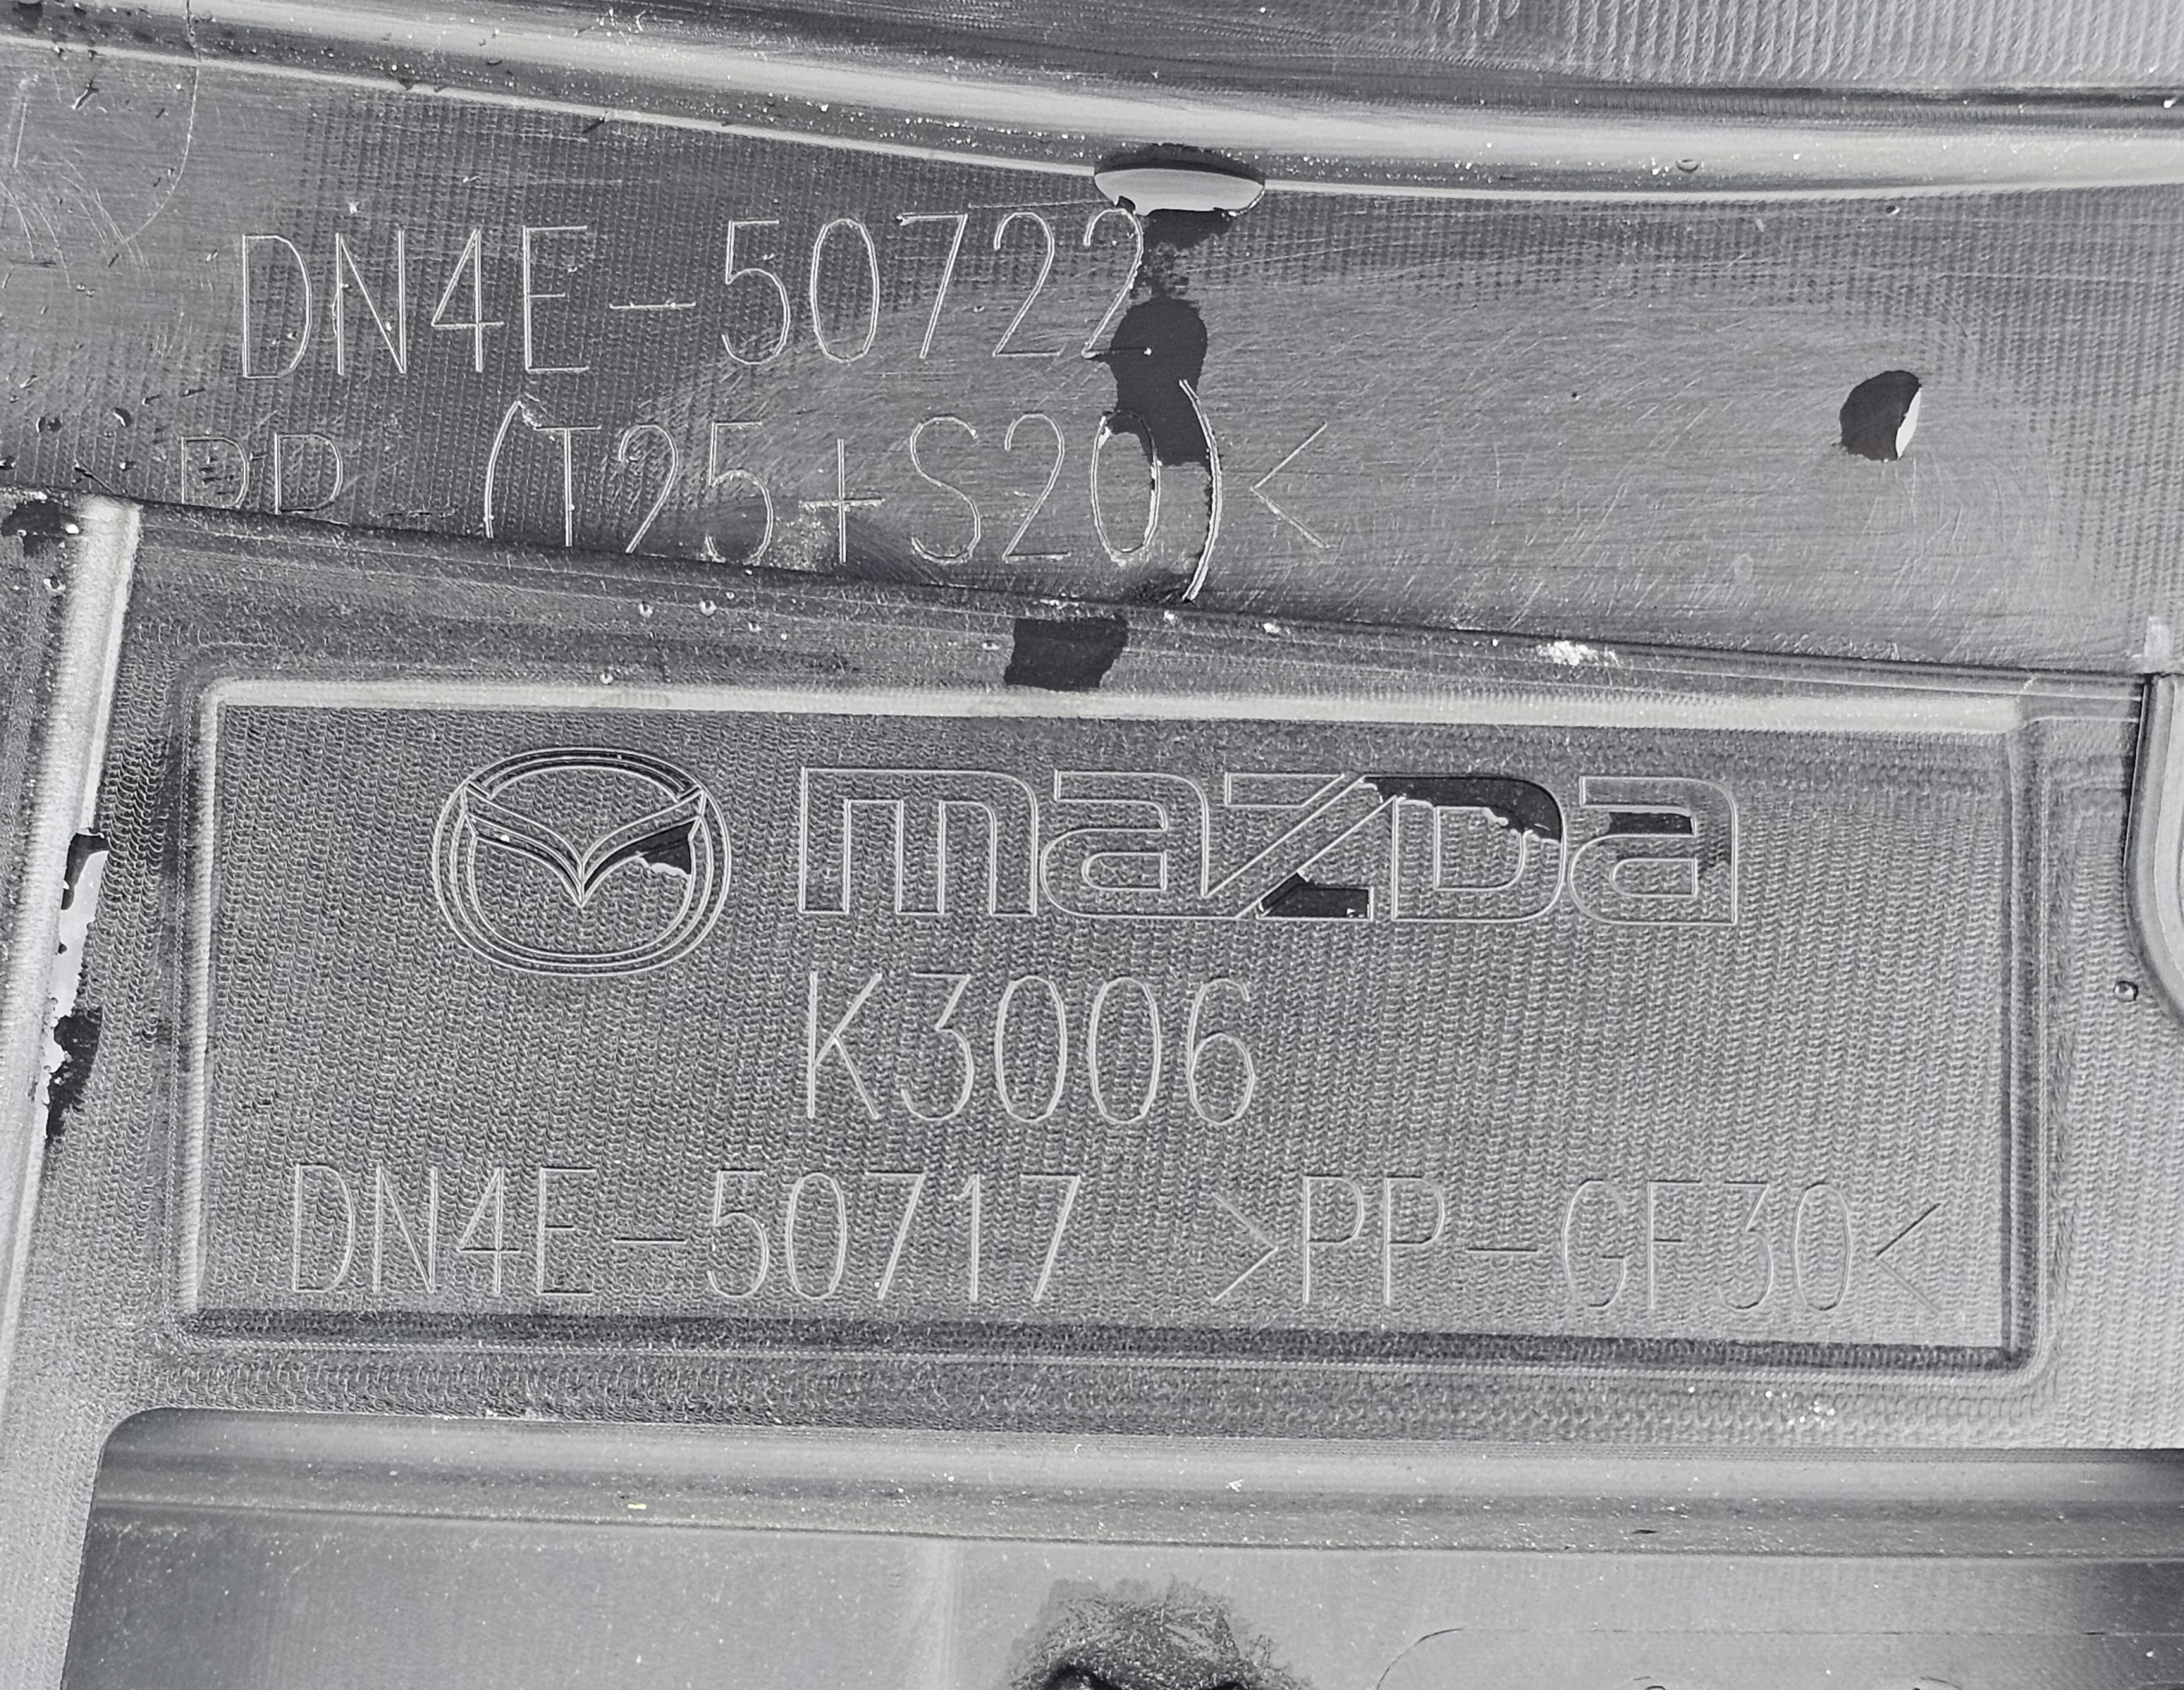 DN4E-50722
PP (T25+S20)<
mazda
K3006
DN4E-50717 >PP-GF30<